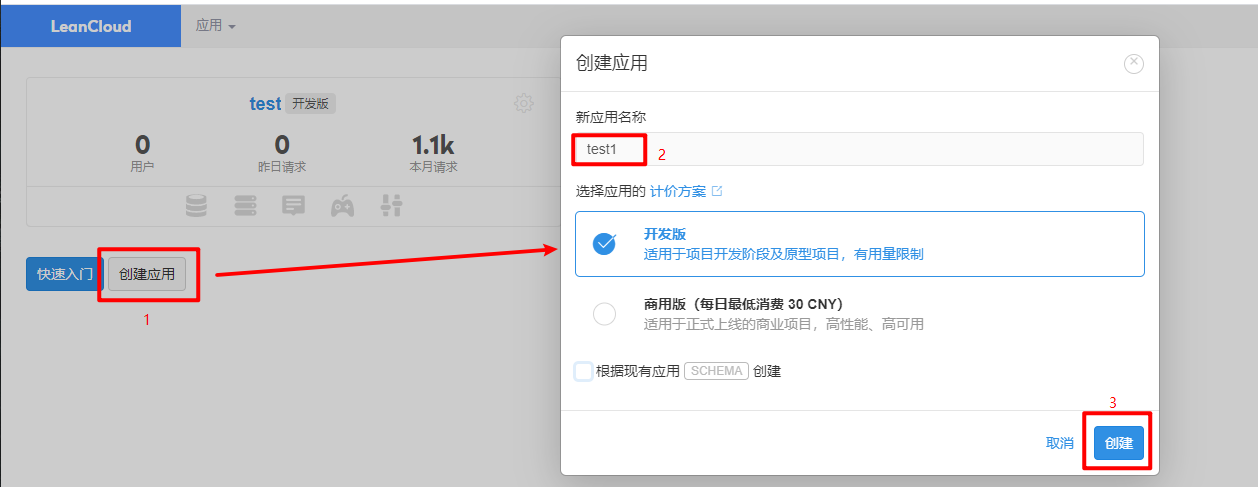 LeanCloud
应用
test 开发版
0 0 1.1k
用户 昨日请求 本月请求
快速入门 创建应用
1
创建应用
新应用名称
test1
2
选择应用的 计价方案
开发版
适用于项目开发阶段及原型项目，有用量限制
商用版（每日最低消费 30 CNY）
适用于正式上线的商业项目，高性能、高可用
根据现有应用 SCHEMA 创建
3
取消 创建